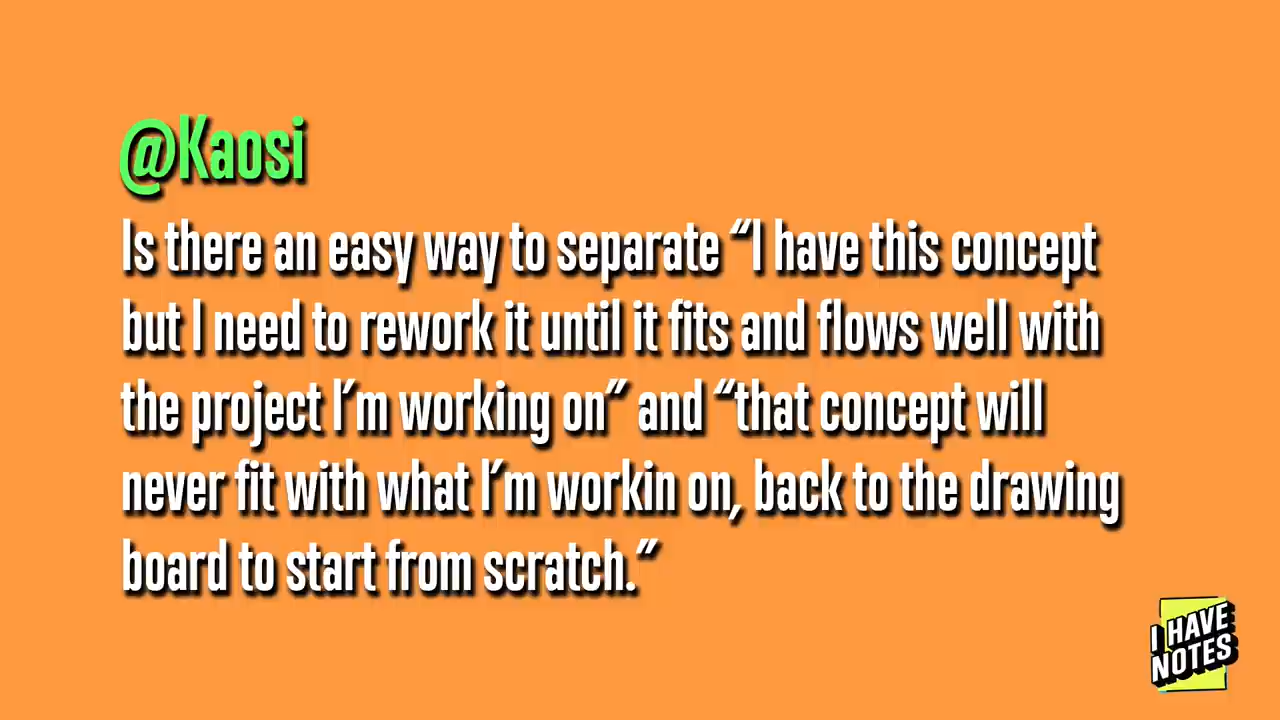 @Kaosi
Is there an easy way to separate “I have this concept
but I need to rework it until it fits and flows well with
the project I’m working on” and “that concept will
never fit with what I’m workin on, back to the drawing
board to start from scratch.”
I HAVE
NOTES